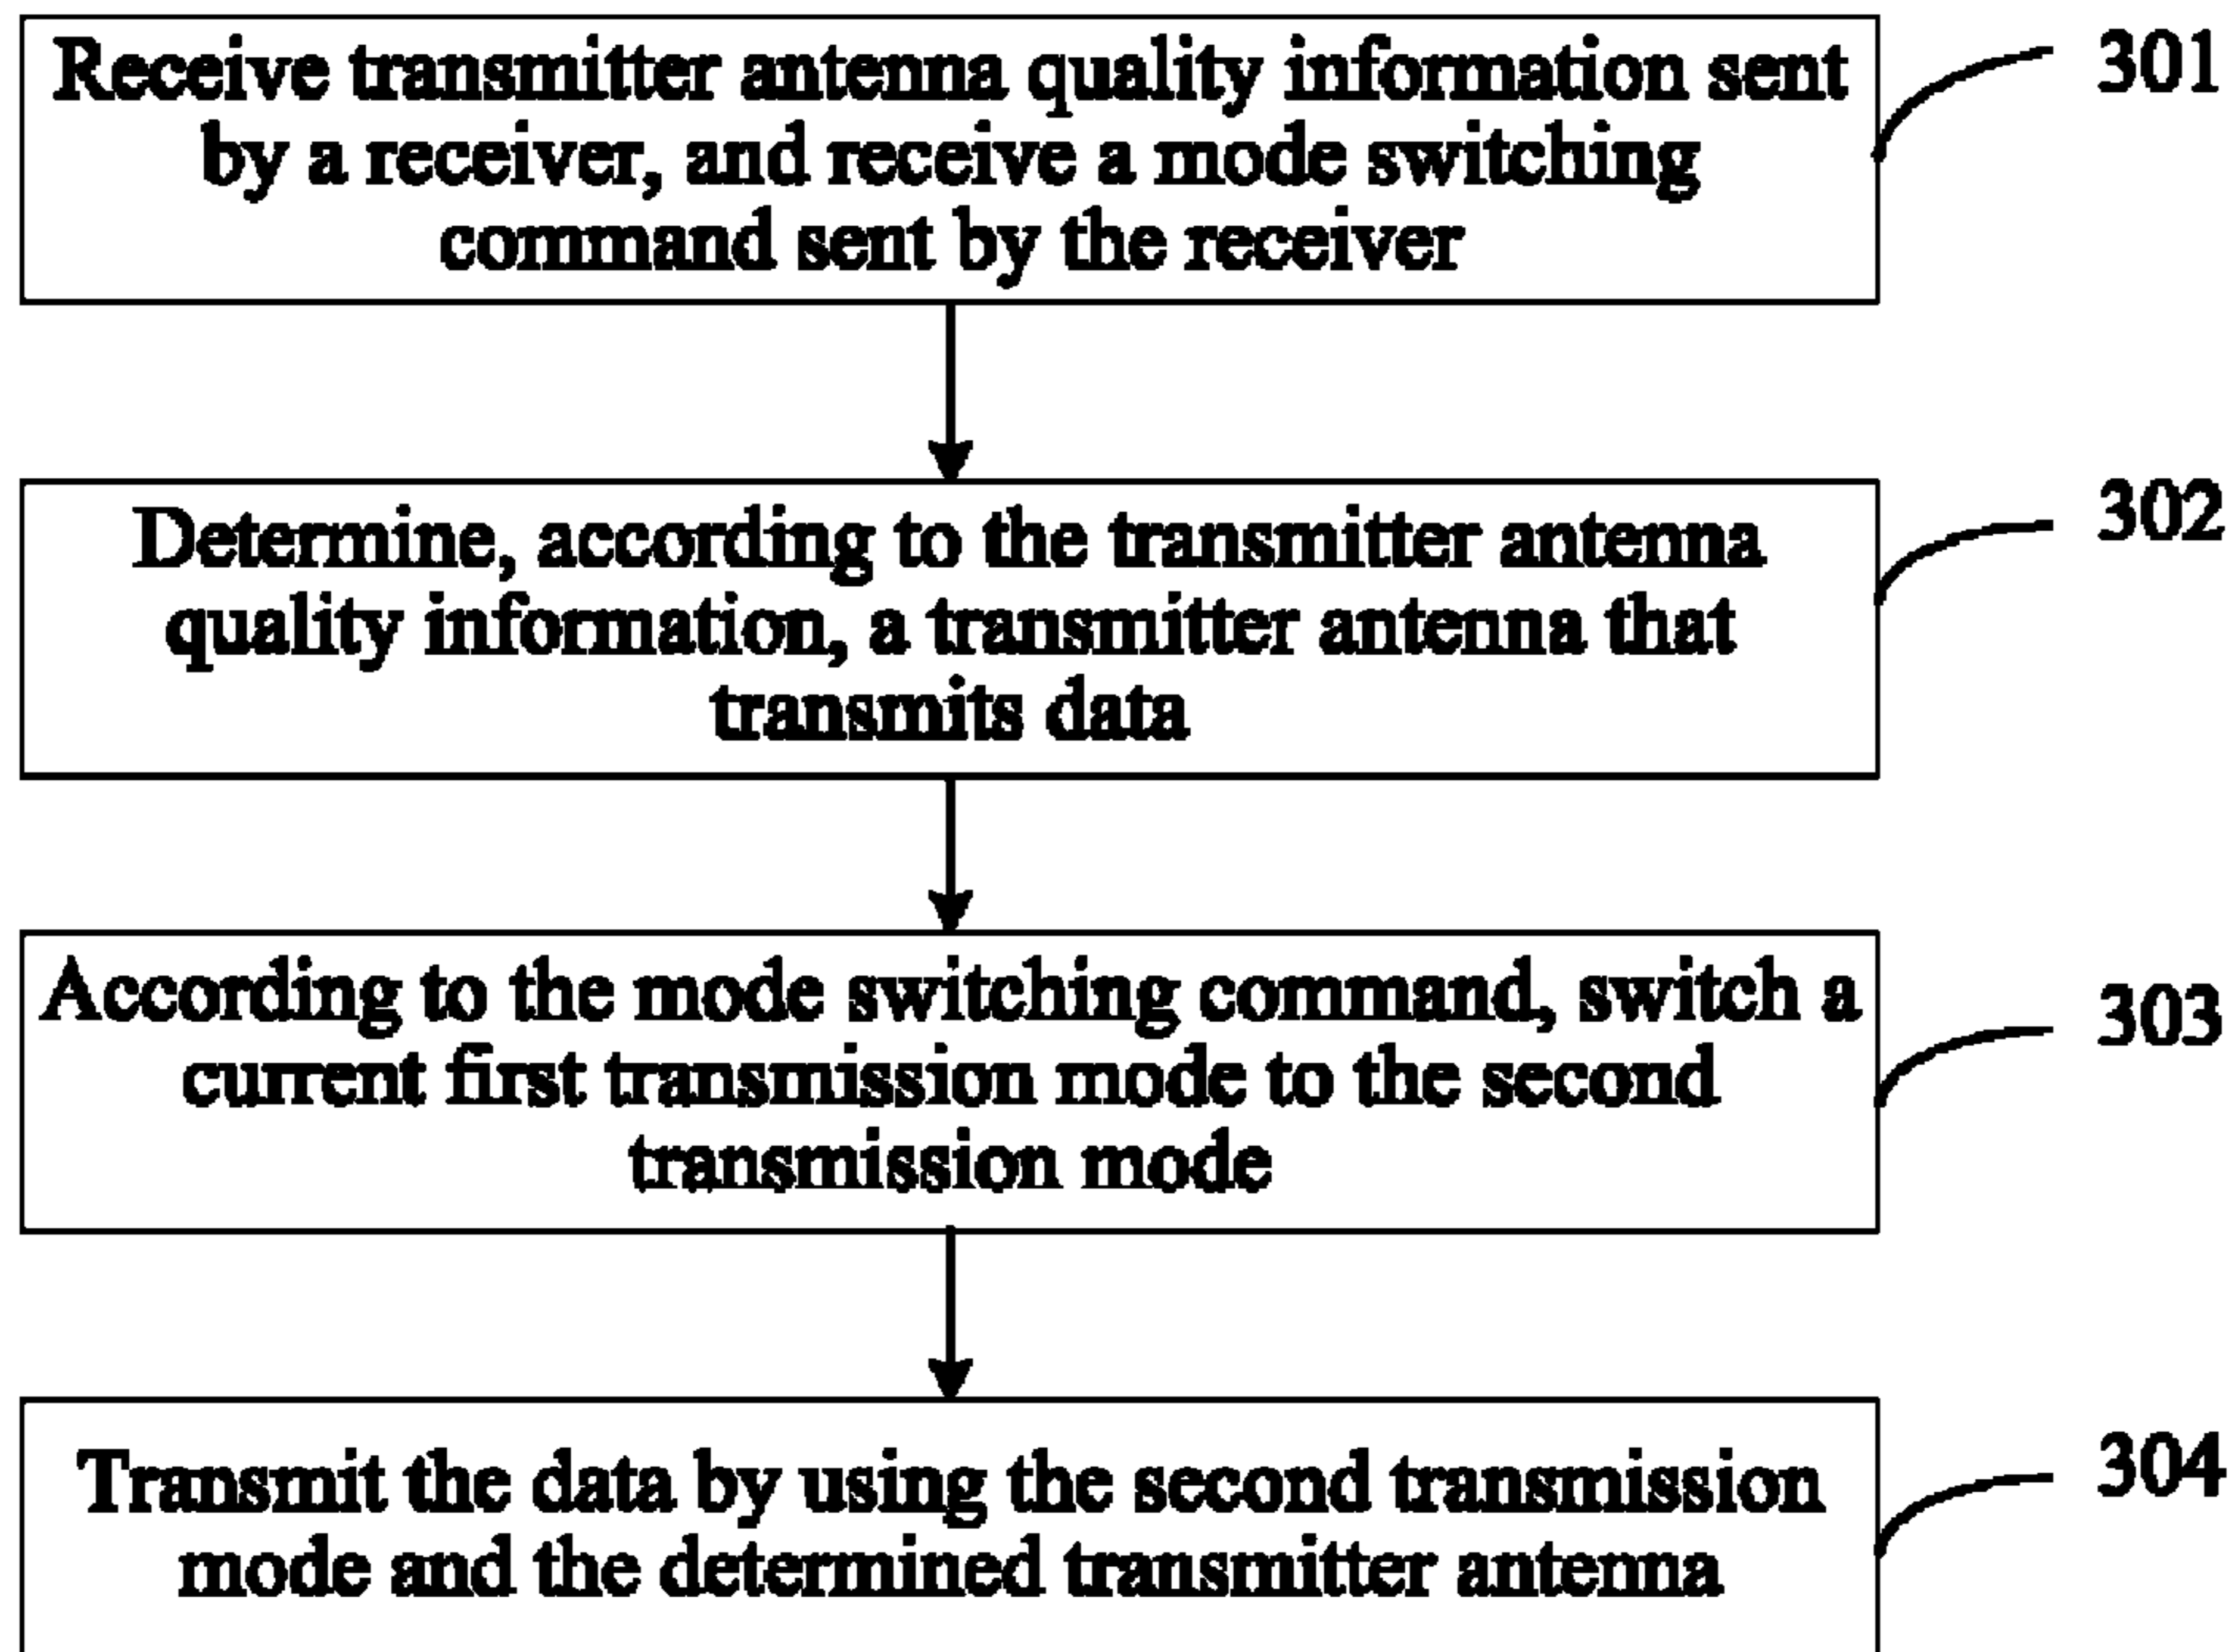 Receive transmitter antenna quality information sent
by a receiver, and receive a mode switching
command sent by the receiver
301
Determine, according to the transmitter antenna
quality information, a transmitter antenna that
transmits data
302
According to the mode switching command, switch a
current first transmission mode to the second
transmission mode
303
Transmit the data by using the second transmission
mode and the determined transmitter antenna
304